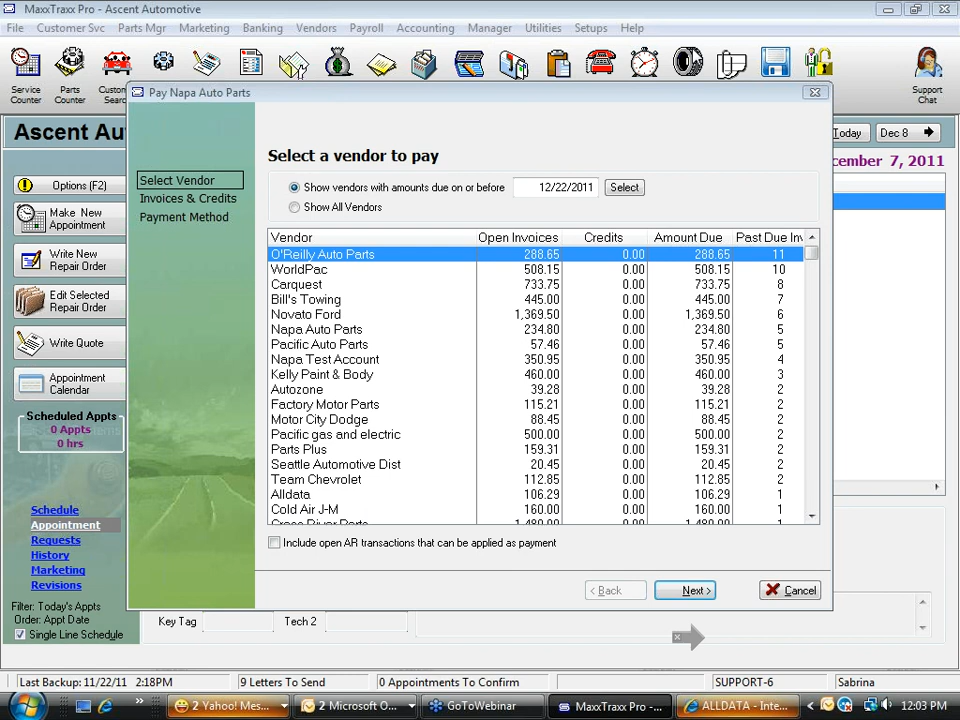 MaxxTraxx Pro - Ascent Automotive
File Customer Svc Parts Mgr Marketing Banking Vendors Payroll Accounting Manager Utilities Setups Help
Service Counter
Parts Counter
Custom Searc
Support Chat
Pay Napa Auto Parts
Ascent Au
Today Dec 8
cember 7, 2011
Options (F2)
Make New Appointment
Write New Repair Order
Edit Selected Repair Order
Write Quote
Appointment Calendar
Scheduled Appts
0 Appts
0 hrs
Schedule
Appointment
Requests
History
Marketing
Revisions
Filter: Today's Appts
Order: Appt Date
Single Line Schedule
Select Vendor
Invoices & Credits
Payment Method
Select a vendor to pay
Show vendors with amounts due on or before 12/22/2011 Select
Show All Vendors
Vendor Open Invoices Credits Amount Due Past Due Inv
O'Reilly Auto Parts 288.65 0.00 288.65 11
WorldPac 508.15 0.00 508.15 10
Carquest 733.75 0.00 733.75 8
Bill's Towing 445.00 0.00 445.00 7
Novato Ford 1,369.50 0.00 1,369.50 6
Napa Auto Parts 234.80 0.00 234.80 5
Pacific Auto Parts 57.46 0.00 57.46 5
Napa Test Account 350.95 0.00 350.95 4
Kelly Paint & Body 460.00 0.00 460.00 3
Autozone 39.28 0.00 39.28 2
Factory Motor Parts 115.21 0.00 115.21 2
Motor City Dodge 88.45 0.00 88.45 2
Pacific gas and electric 500.00 0.00 500.00 2
Parts Plus 159.31 0.00 159.31 2
Seattle Automotive Dist 20.45 0.00 20.45 2
Team Chevrolet 112.85 0.00 112.85 2
Alldata 106.29 0.00 106.29 1
Cold Air J-M 160.00 0.00 160.00 1
Cross River Parts 1,480.00 0.00 1,480.00 1
Include open AR transactions that can be applied as payment
< Back Next > Cancel
Key Tag Tech 2
Last Backup: 11/22/11 2:18PM 9 Letters To Send 0 Appointments To Confirm SUPPORT-6 Sabrina
2 Yahoo! Mes... 2 Microsoft O... GoToWebinar MaxxTraxx Pro -... ALLDATA - Inte... 12:03 PM